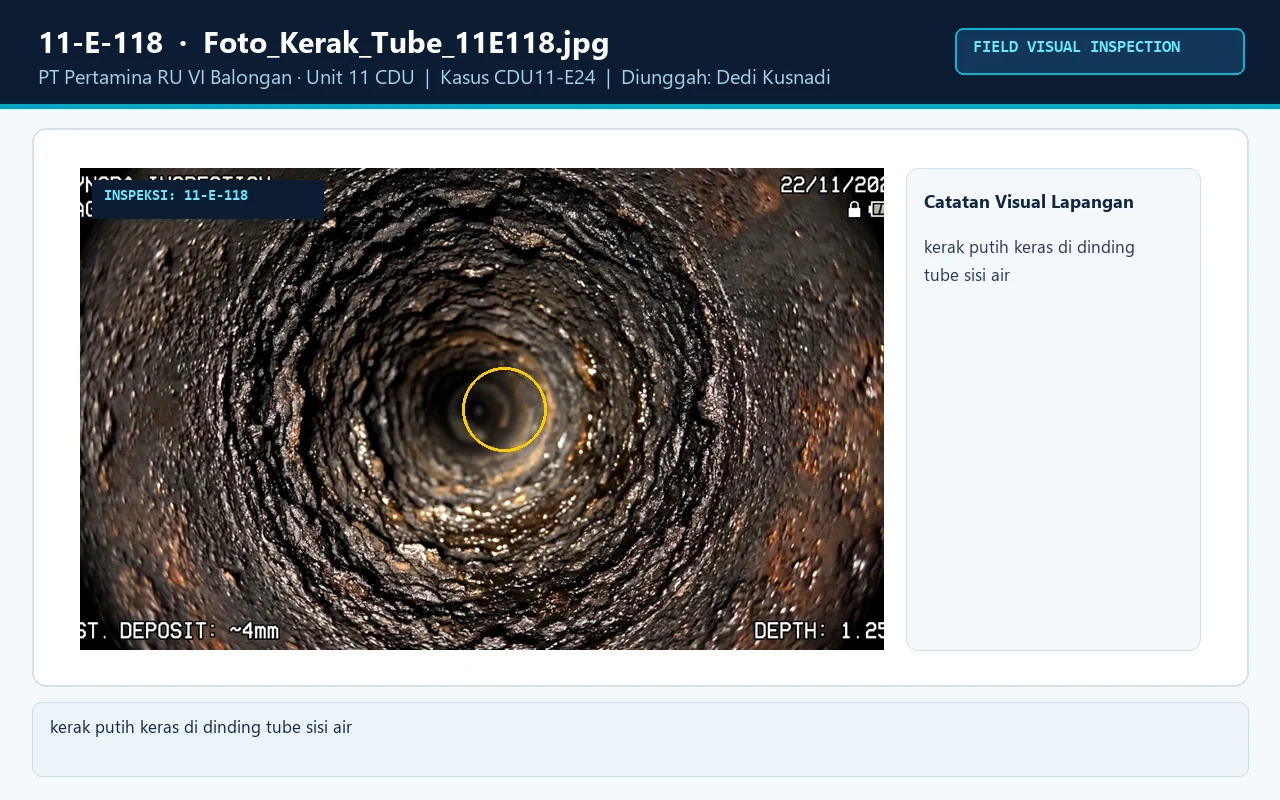 11-E-118 · Foto_Kerak_Tube_11E118.jpg
PT Pertamina RU VI Balongan · Unit 11 CDU | Kasus CDU11-E24 | Diunggah: Dedi Kusnadi
FIELD VISUAL INSPECTION
INSPEKSI: 11-E-118
22/11/202
ST. DEPOSIT: ~4mm
DEPTH: 1.25
Catatan Visual Lapangan
kerak putih keras di dinding
tube sisi air
kerak putih keras di dinding tube sisi air